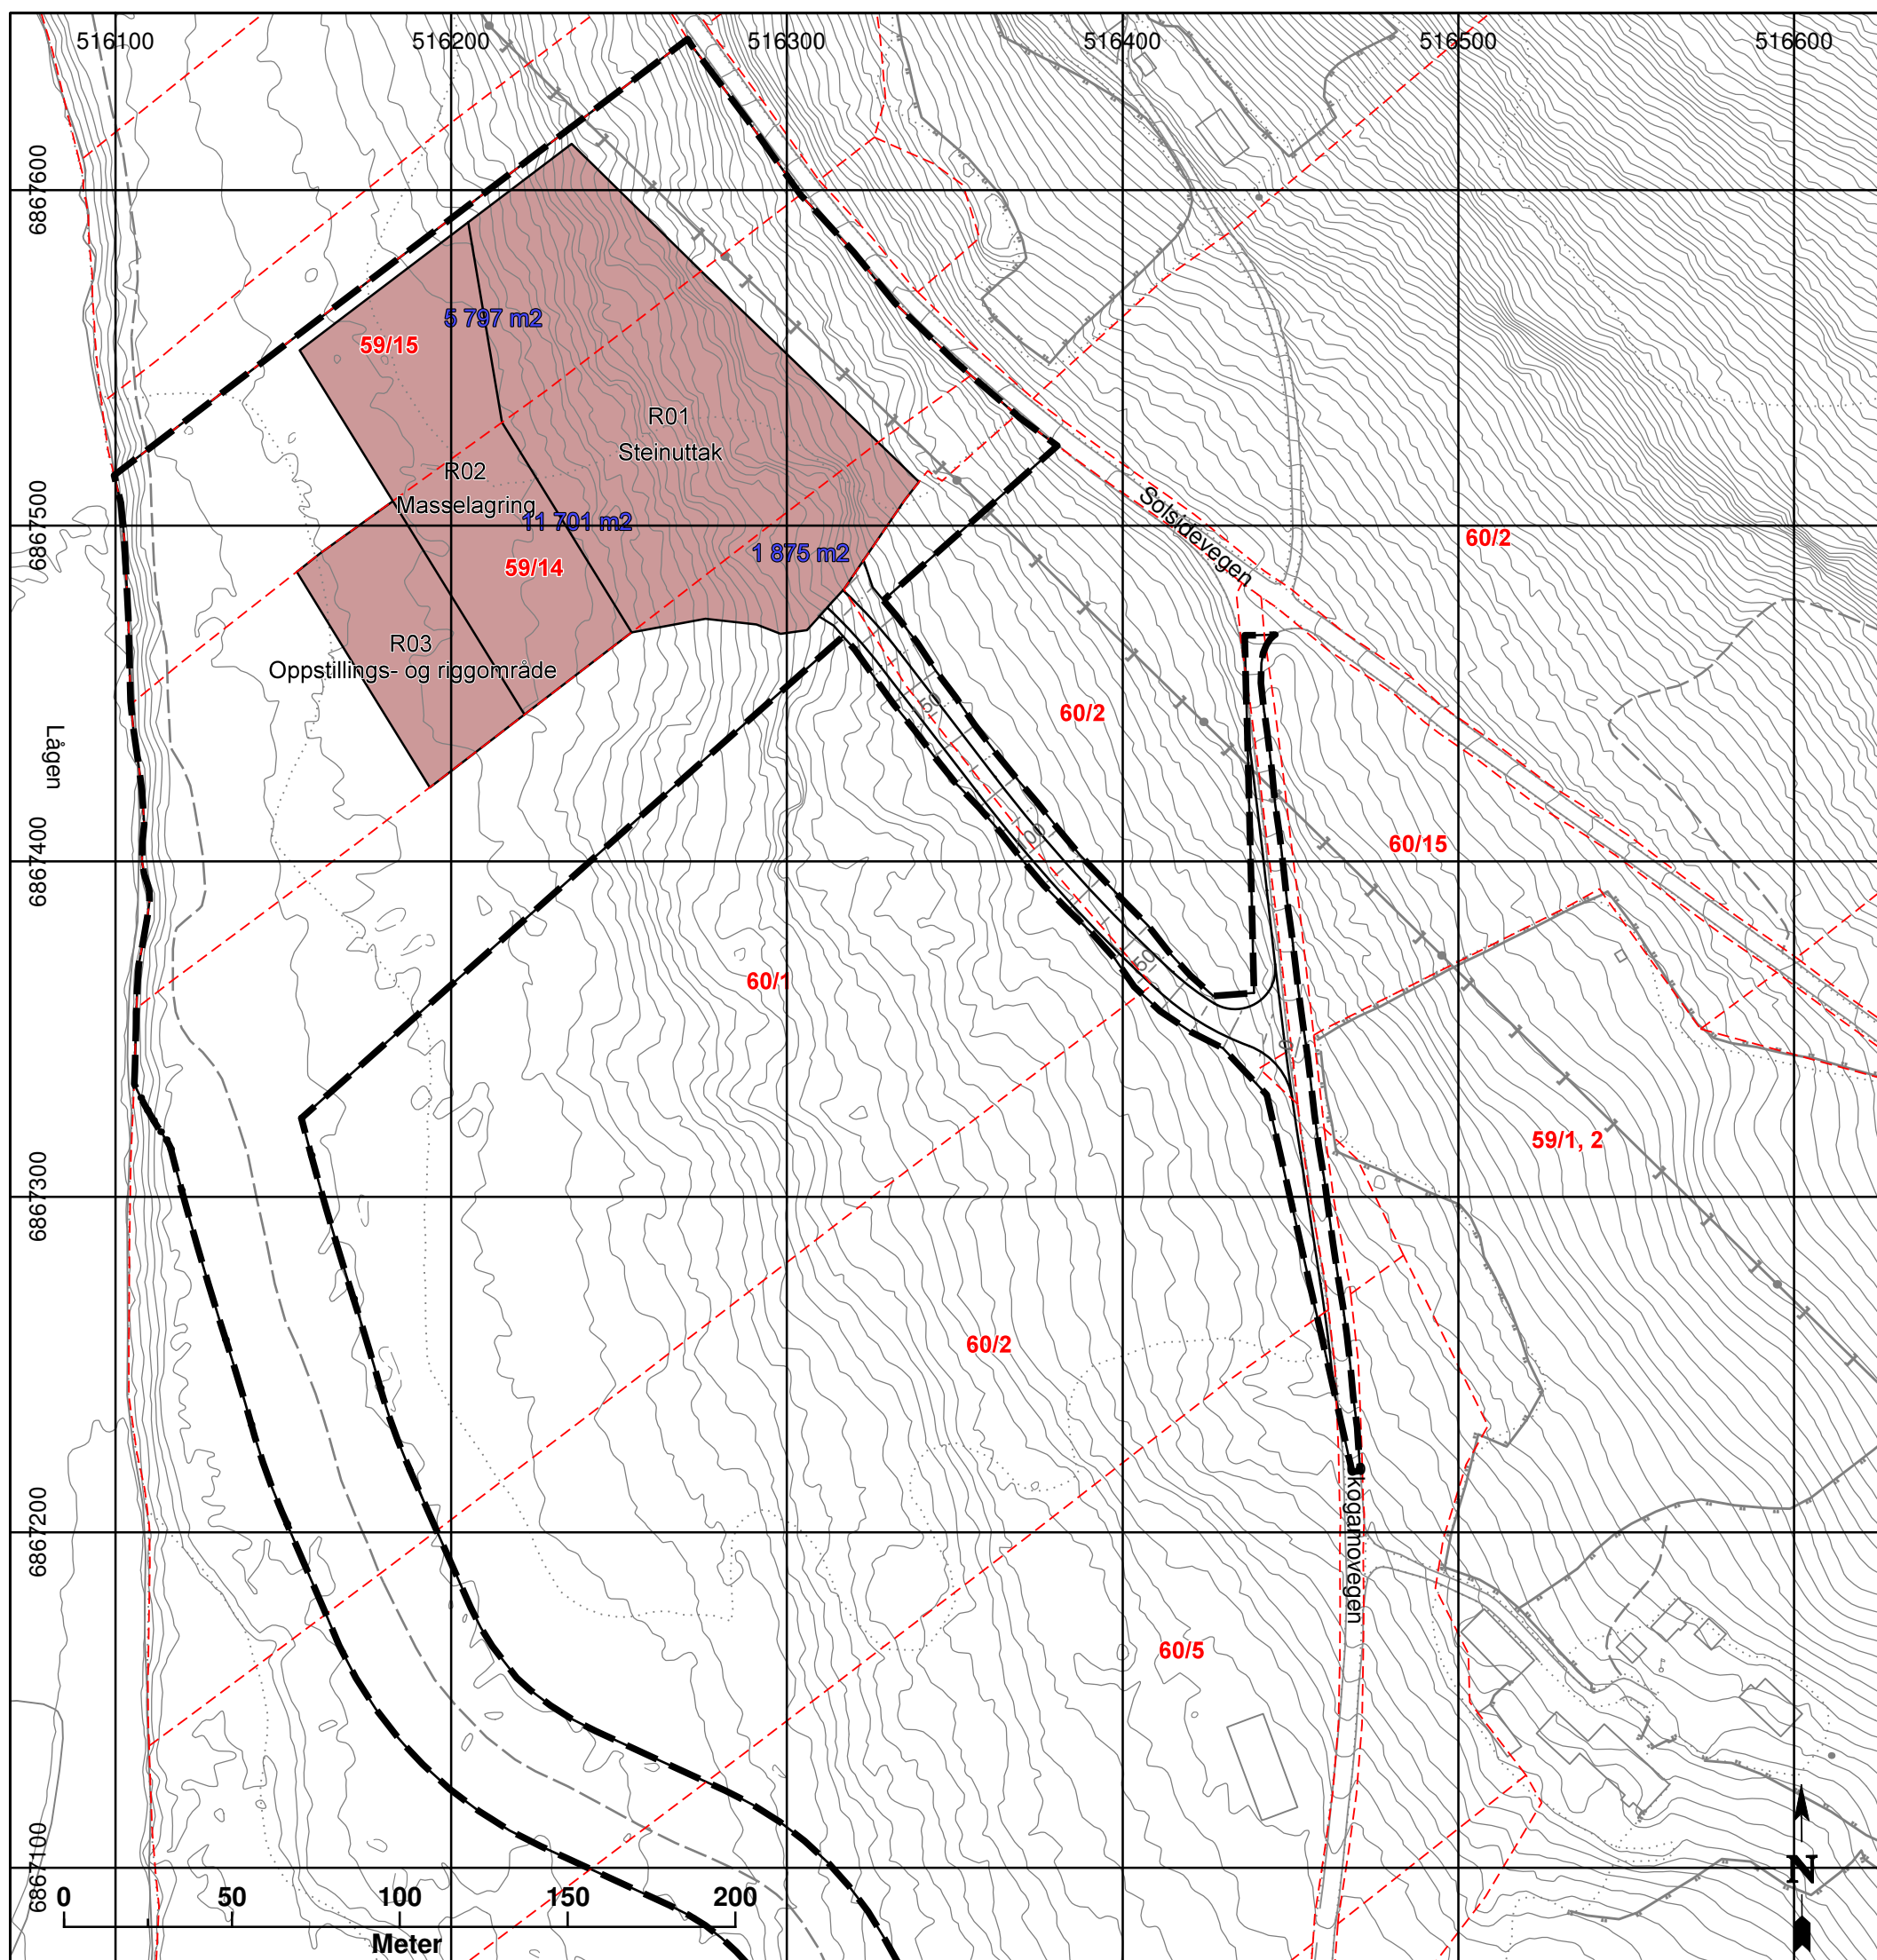 516100 516200 516300 516400 516500 516600
6867600
5 797 m2
59/15
R01
Steinuttak
R02
Masselagring
11 701 m2
6867500
1 875 m2
59/14
Solsidevegen
60/2
R03
Oppstillings- og riggområde
60/2
50
Lågen
100
60/15
6867400
60/1
150
59/1, 2
6867300
60/2
6867200
kogamovegen
60/5
6867100
N
0 50 100 150 200
Meter